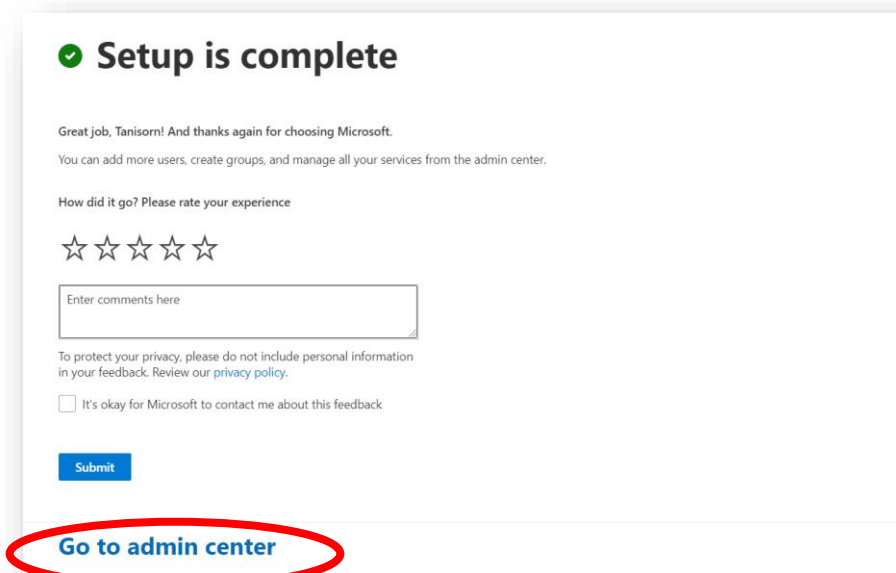 Setup is complete
Great job, Tanisorn! And thanks again for choosing Microsoft.
You can add more users, create groups, and manage all your services from the admin center.
How did it go? Please rate your experience
Enter comments here
To protect your privacy, please do not include personal information
in your feedback. Review our privacy policy.
It's okay for Microsoft to contact me about this feedback
Submit
Go to admin center